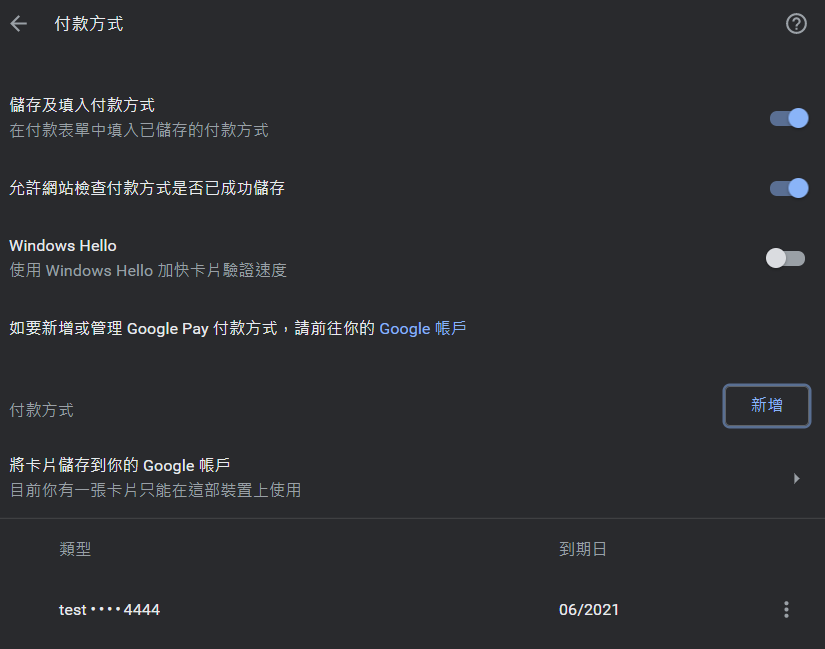 付款方式
儲存及填入付款方式
在付款表單中填入已儲存的付款方式
允許網站檢查付款方式是否已成功儲存
Windows Hello
使用 Windows Hello 加快卡片驗證速度
如要新增或管理 Google Pay 付款方式，請前往你的 Google 帳戶
付款方式
新增
將卡片儲存到你的 Google 帳戶
目前你有一張卡片只能在這部裝置上使用
類型 到期日
test ···· 4444 06/2021